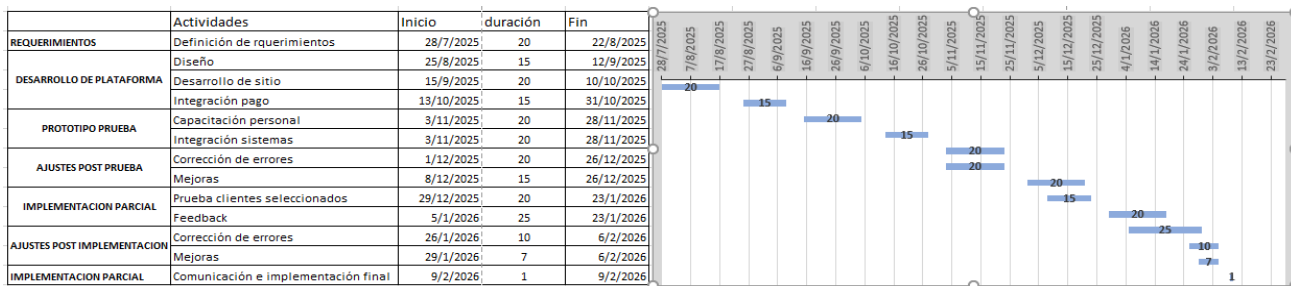 Actividades Inicio duración Fin
REQUERIMIENTOS Definición de rquerimientos 28/7/2025 20 22/8/2025
DESARROLLO DE PLATAFORMA Diseño 25/8/2025 15 12/9/2025
Desarrollo de sitio 15/9/2025 20 10/10/2025
Integración pago 13/10/2025 15 31/10/2025
PROTOTIPO PRUEBA Capacitación personal 3/11/2025 20 28/11/2025
Integración sistemas 3/11/2025 20 28/11/2025
AJUSTES POST PRUEBA Corrección de errores 1/12/2025 20 26/12/2025
Mejoras 8/12/2025 15 26/12/2025
IMPLEMENTACION PARCIAL Prueba clientes seleccionados 29/12/2025 20 23/1/2026
Feedback 5/1/2026 25 23/1/2026
AJUSTES POST IMPLEMENTACION Corrección de errores 26/1/2026 10 6/2/2026
Mejoras 29/1/2026 7 6/2/2026
IMPLEMENTACION PARCIAL Comunicación e implementación final 9/2/2026 1 9/2/2026
28/7/2025
7/8/2025
17/8/2025
27/8/2025
6/9/2025
16/9/2025
26/9/2025
6/10/2025
16/10/2025
26/10/2025
5/11/2025
15/11/2025
25/11/2025
5/12/2025
15/12/2025
25/12/2025
4/1/2026
14/1/2026
24/1/2026
3/2/2026
13/2/2026
23/2/2026
20
15
20
15
20
20
20
15
20
25
10
7
1